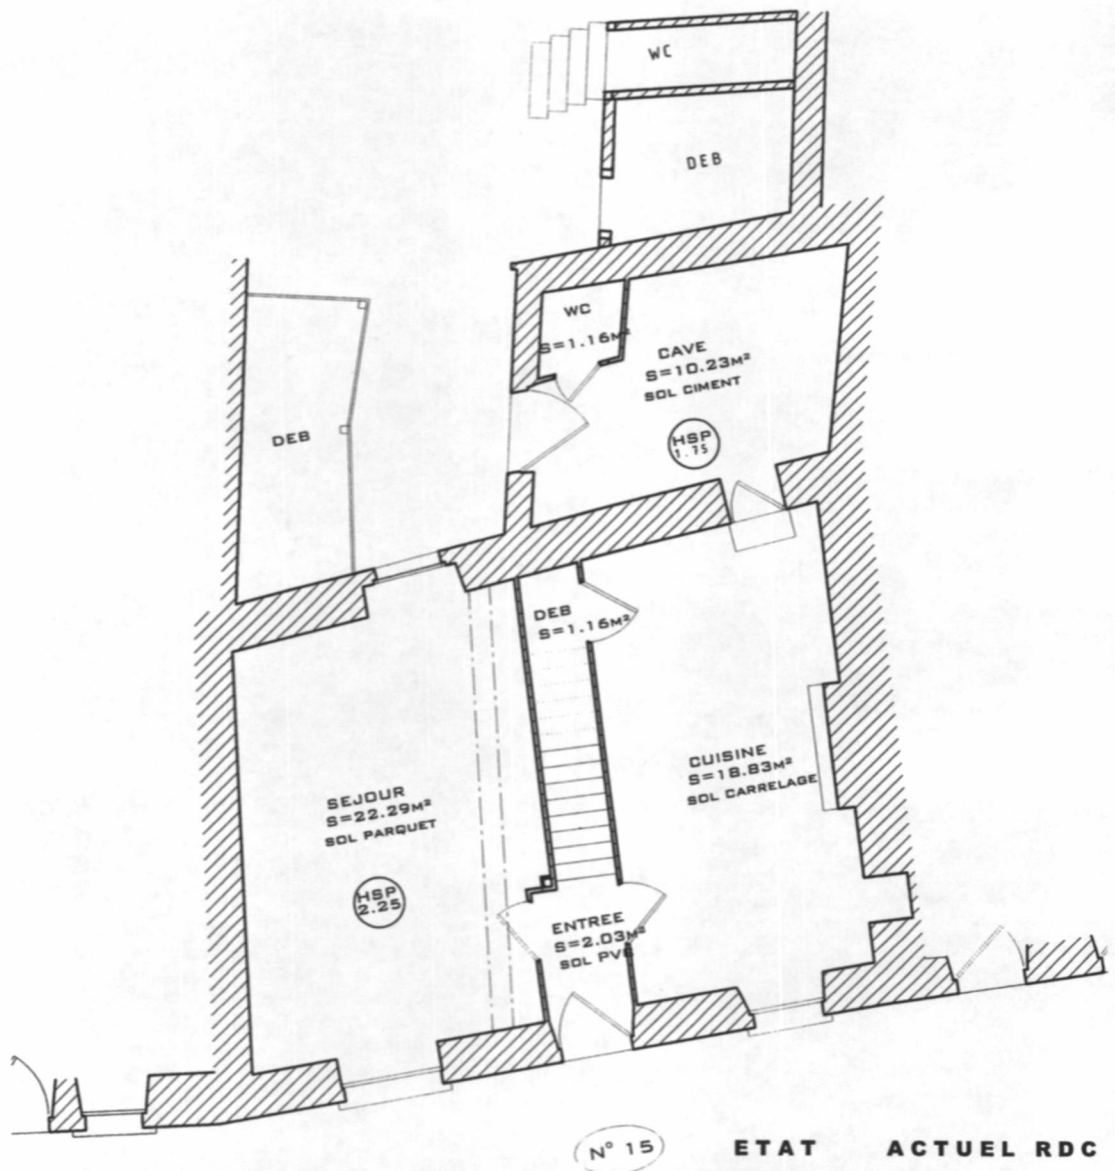 WC
DEB
WC
S=1.16M²
CAVE
S=10.23M²
SOL CIMENT
HSP
1.75
DEB
DEB
S=1.16M²
CUISINE
S=18.83M²
SOL CARRELAGE
SEJOUR
S=22.29M²
SOL PARQUET
HSP
2.25
ENTREE
S=2.03M²
SOL PVC
N° 15
ETAT ACTUEL RDC